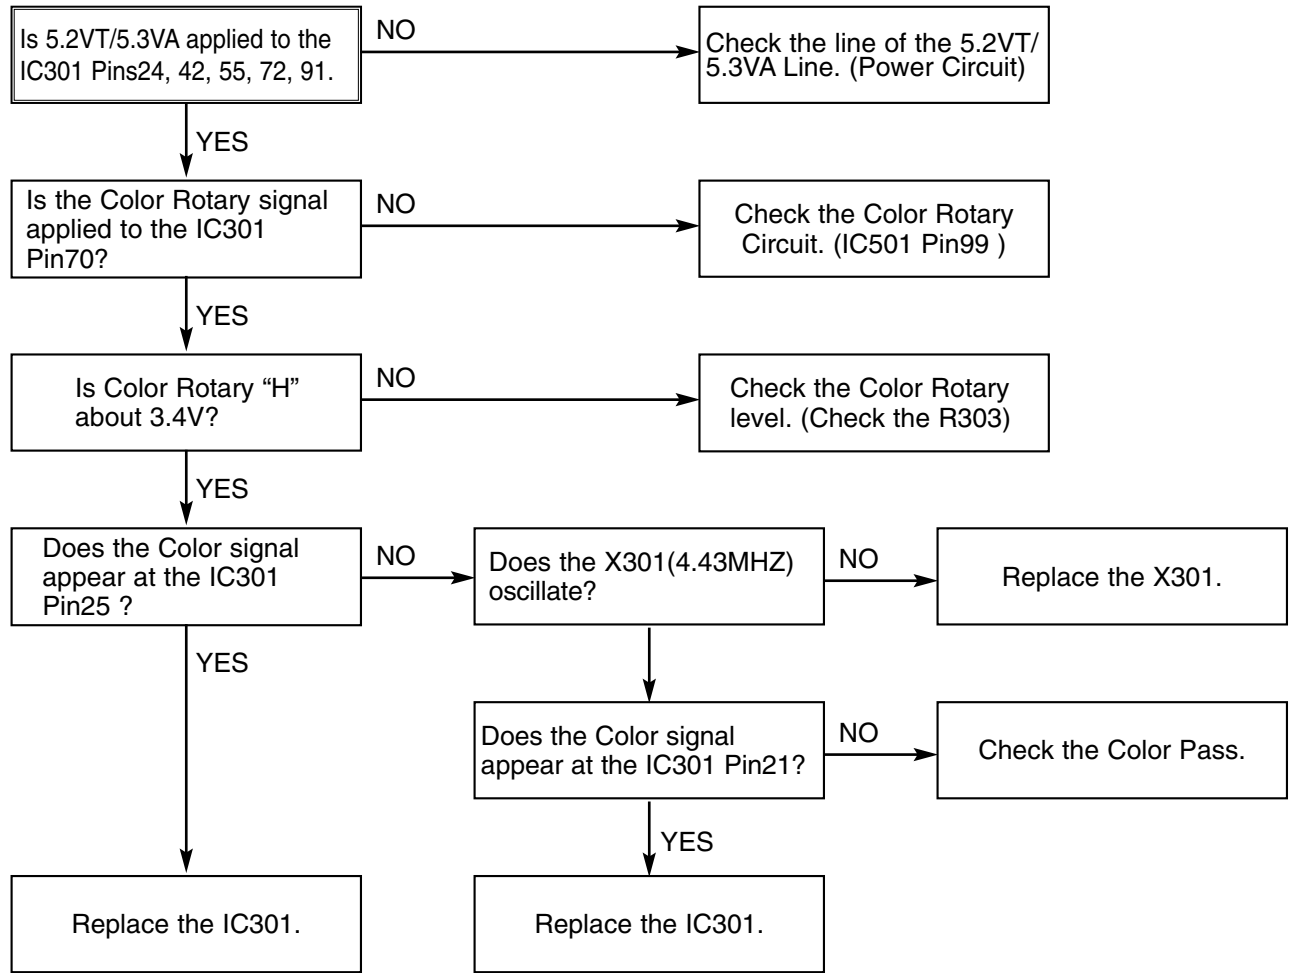 Is 5.2VT/5.3VA applied to the
IC301 Pins24, 42, 55, 72, 91.
NO
Check the line of the 5.2VT/
5.3VA Line. (Power Circuit)
YES
Is the Color Rotary signal
applied to the IC301
Pin70?
NO
Check the Color Rotary
Circuit. (IC501 Pin99 )
YES
Is Color Rotary “H”
about 3.4V?
NO
Check the Color Rotary
level. (Check the R303)
YES
Does the Color signal
appear at the IC301
Pin25 ?
NO
Does the X301(4.43MHZ)
oscillate?
NO
Replace the X301.
YES
Does the Color signal
appear at the IC301 Pin21?
NO
Check the Color Pass.
YES
Replace the IC301.
Replace the IC301.